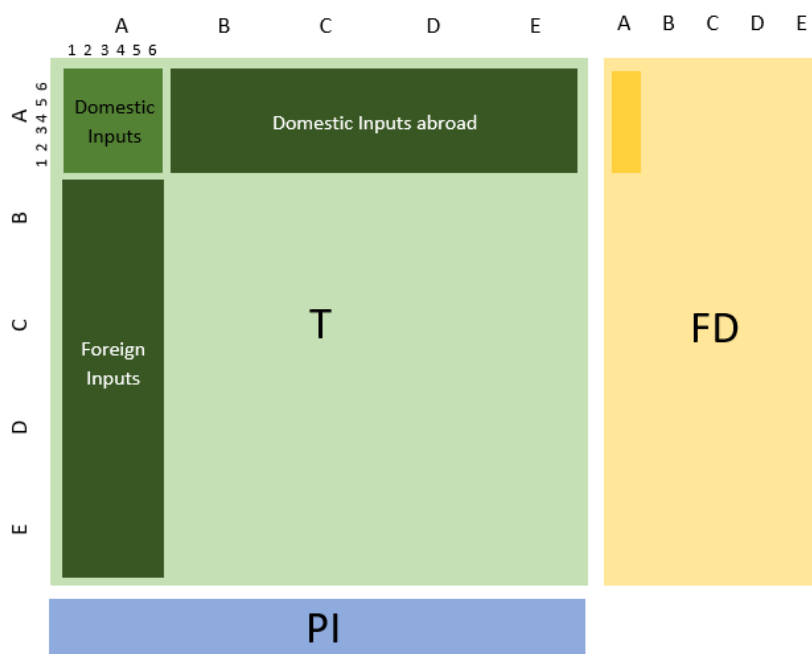 A B C D E
1 2 3 4 5 6
A B C D E
A
1 2 3 4 5 6
B
C
D
E
Domestic
Inputs
Domestic Inputs abroad
Foreign
Inputs
T
FD
PI